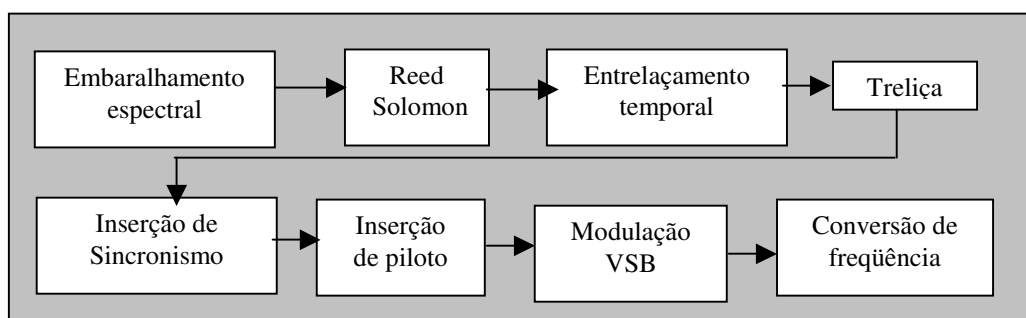 Embaralhamento
espectral
Reed
Solomon
Entrelaçamento
temporal
Treliça
Inserção de
Sincronismo
Inserção
de piloto
Modulação
VSB
Conversão de
freqüência